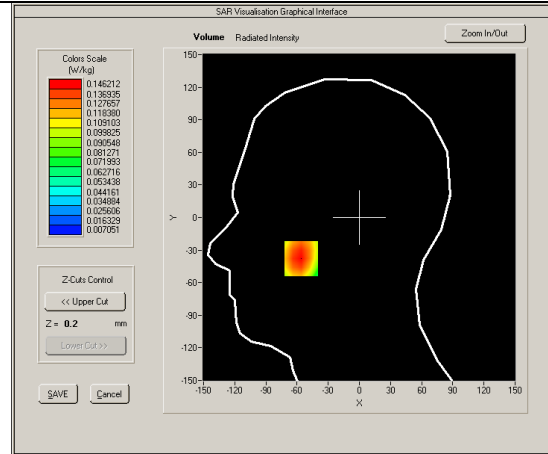 SAR Visualisation Graphical Interface
Volume Radiated Intensity
Zoom In/Out
Colors Scale
(W/kg)
0.146212
0.136935
0.127657
0.118380
0.109103
0.099825
0.090548
0.081271
0.071993
0.062716
0.053438
0.044161
0.034884
0.025606
0.016329
0.007051
Z-Cuts Control
<< Upper Cut
Z = 0.2 mm
Lower Cut >>
SAVE Cancel
150
120
90
60
30
0
-30
-60
-90
-120
-150
Y
-150 -120 -90 -60 -30 0 30 60 90 120 150
X